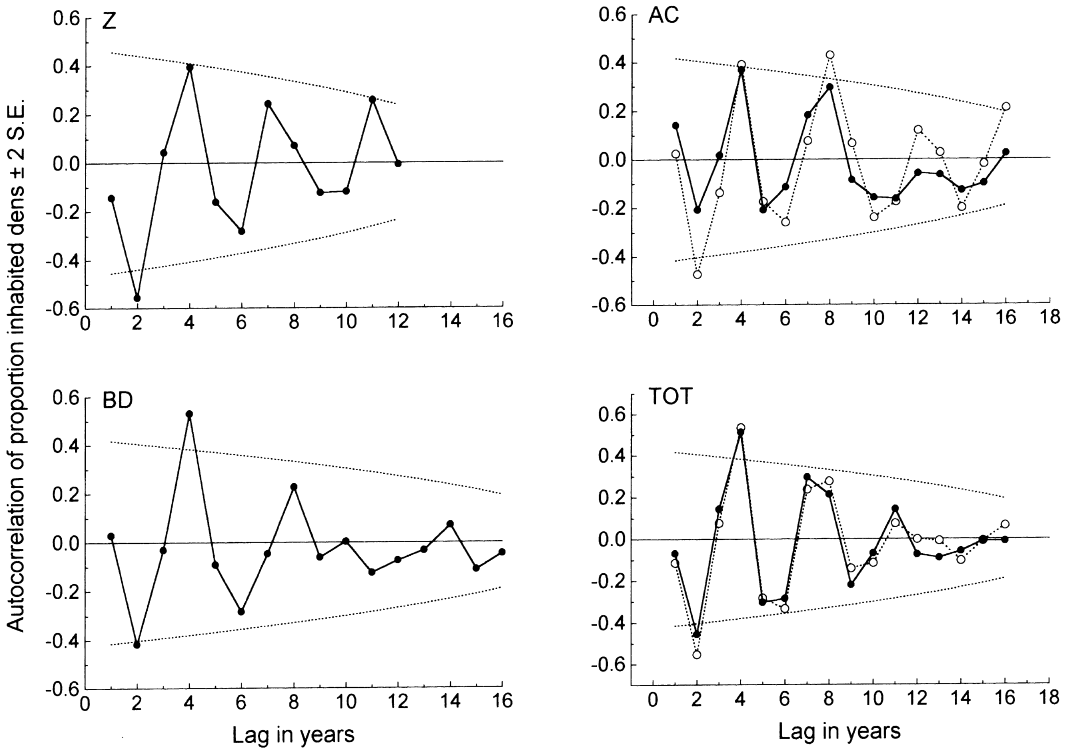 Autocorrelation of proportion inhabited dens ± 2 S.E.
Z
0.6
0.4
0.2
0.0
-0.2
-0.4
-0.6
0 2 4 6 8 10 12 14 16
AC
0.6
0.4
0.2
0.0
-0.2
-0.4
-0.6
0 2 4 6 8 10 12 14 16 18
BD
0.6
0.4
0.2
0.0
-0.2
-0.4
-0.6
0 2 4 6 8 10 12 14 16
Lag in years
TOT
0.6
0.4
0.2
0.0
-0.2
-0.4
-0.6
0 2 4 6 8 10 12 14 16 18
Lag in years